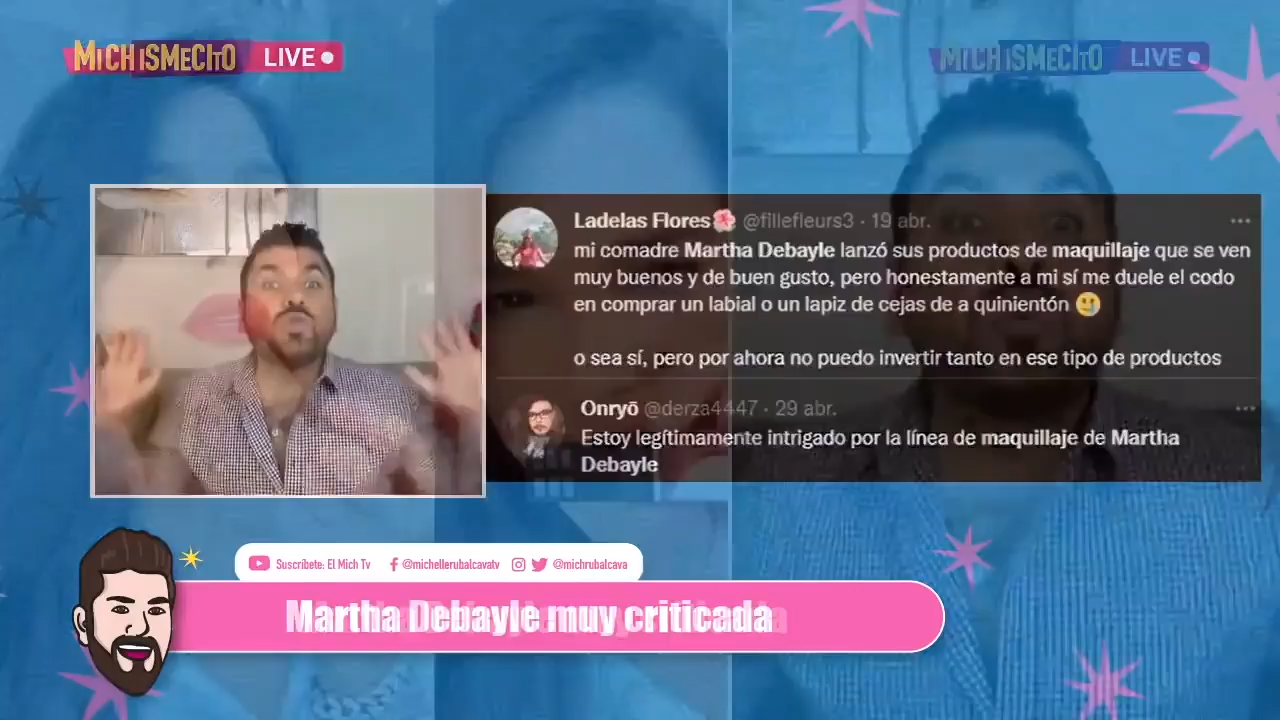 MICHISMECITO LIVE
MICHISMECITO LIVE
Ladelas Flores🌸 @fillefleurs3 · 19 abr.
mi comadre Martha Debayle lanzó sus productos de maquillaje que se ven
muy buenos y de buen gusto, pero honestamente a mi sí me duele el codo
en comprar un labial o un lapiz de cejas de a quinientón 🥲
o sea sí, pero por ahora no puedo invertir tanto en ese tipo de productos
Onryō @derza4447 · 29 abr.
Estoy legítimamente intrigado por la línea de maquillaje de Martha
Debayle
Suscríbete: El Mich Tv @michellerubalcavatv @michrubalcava
Martha Debayle muy criticada